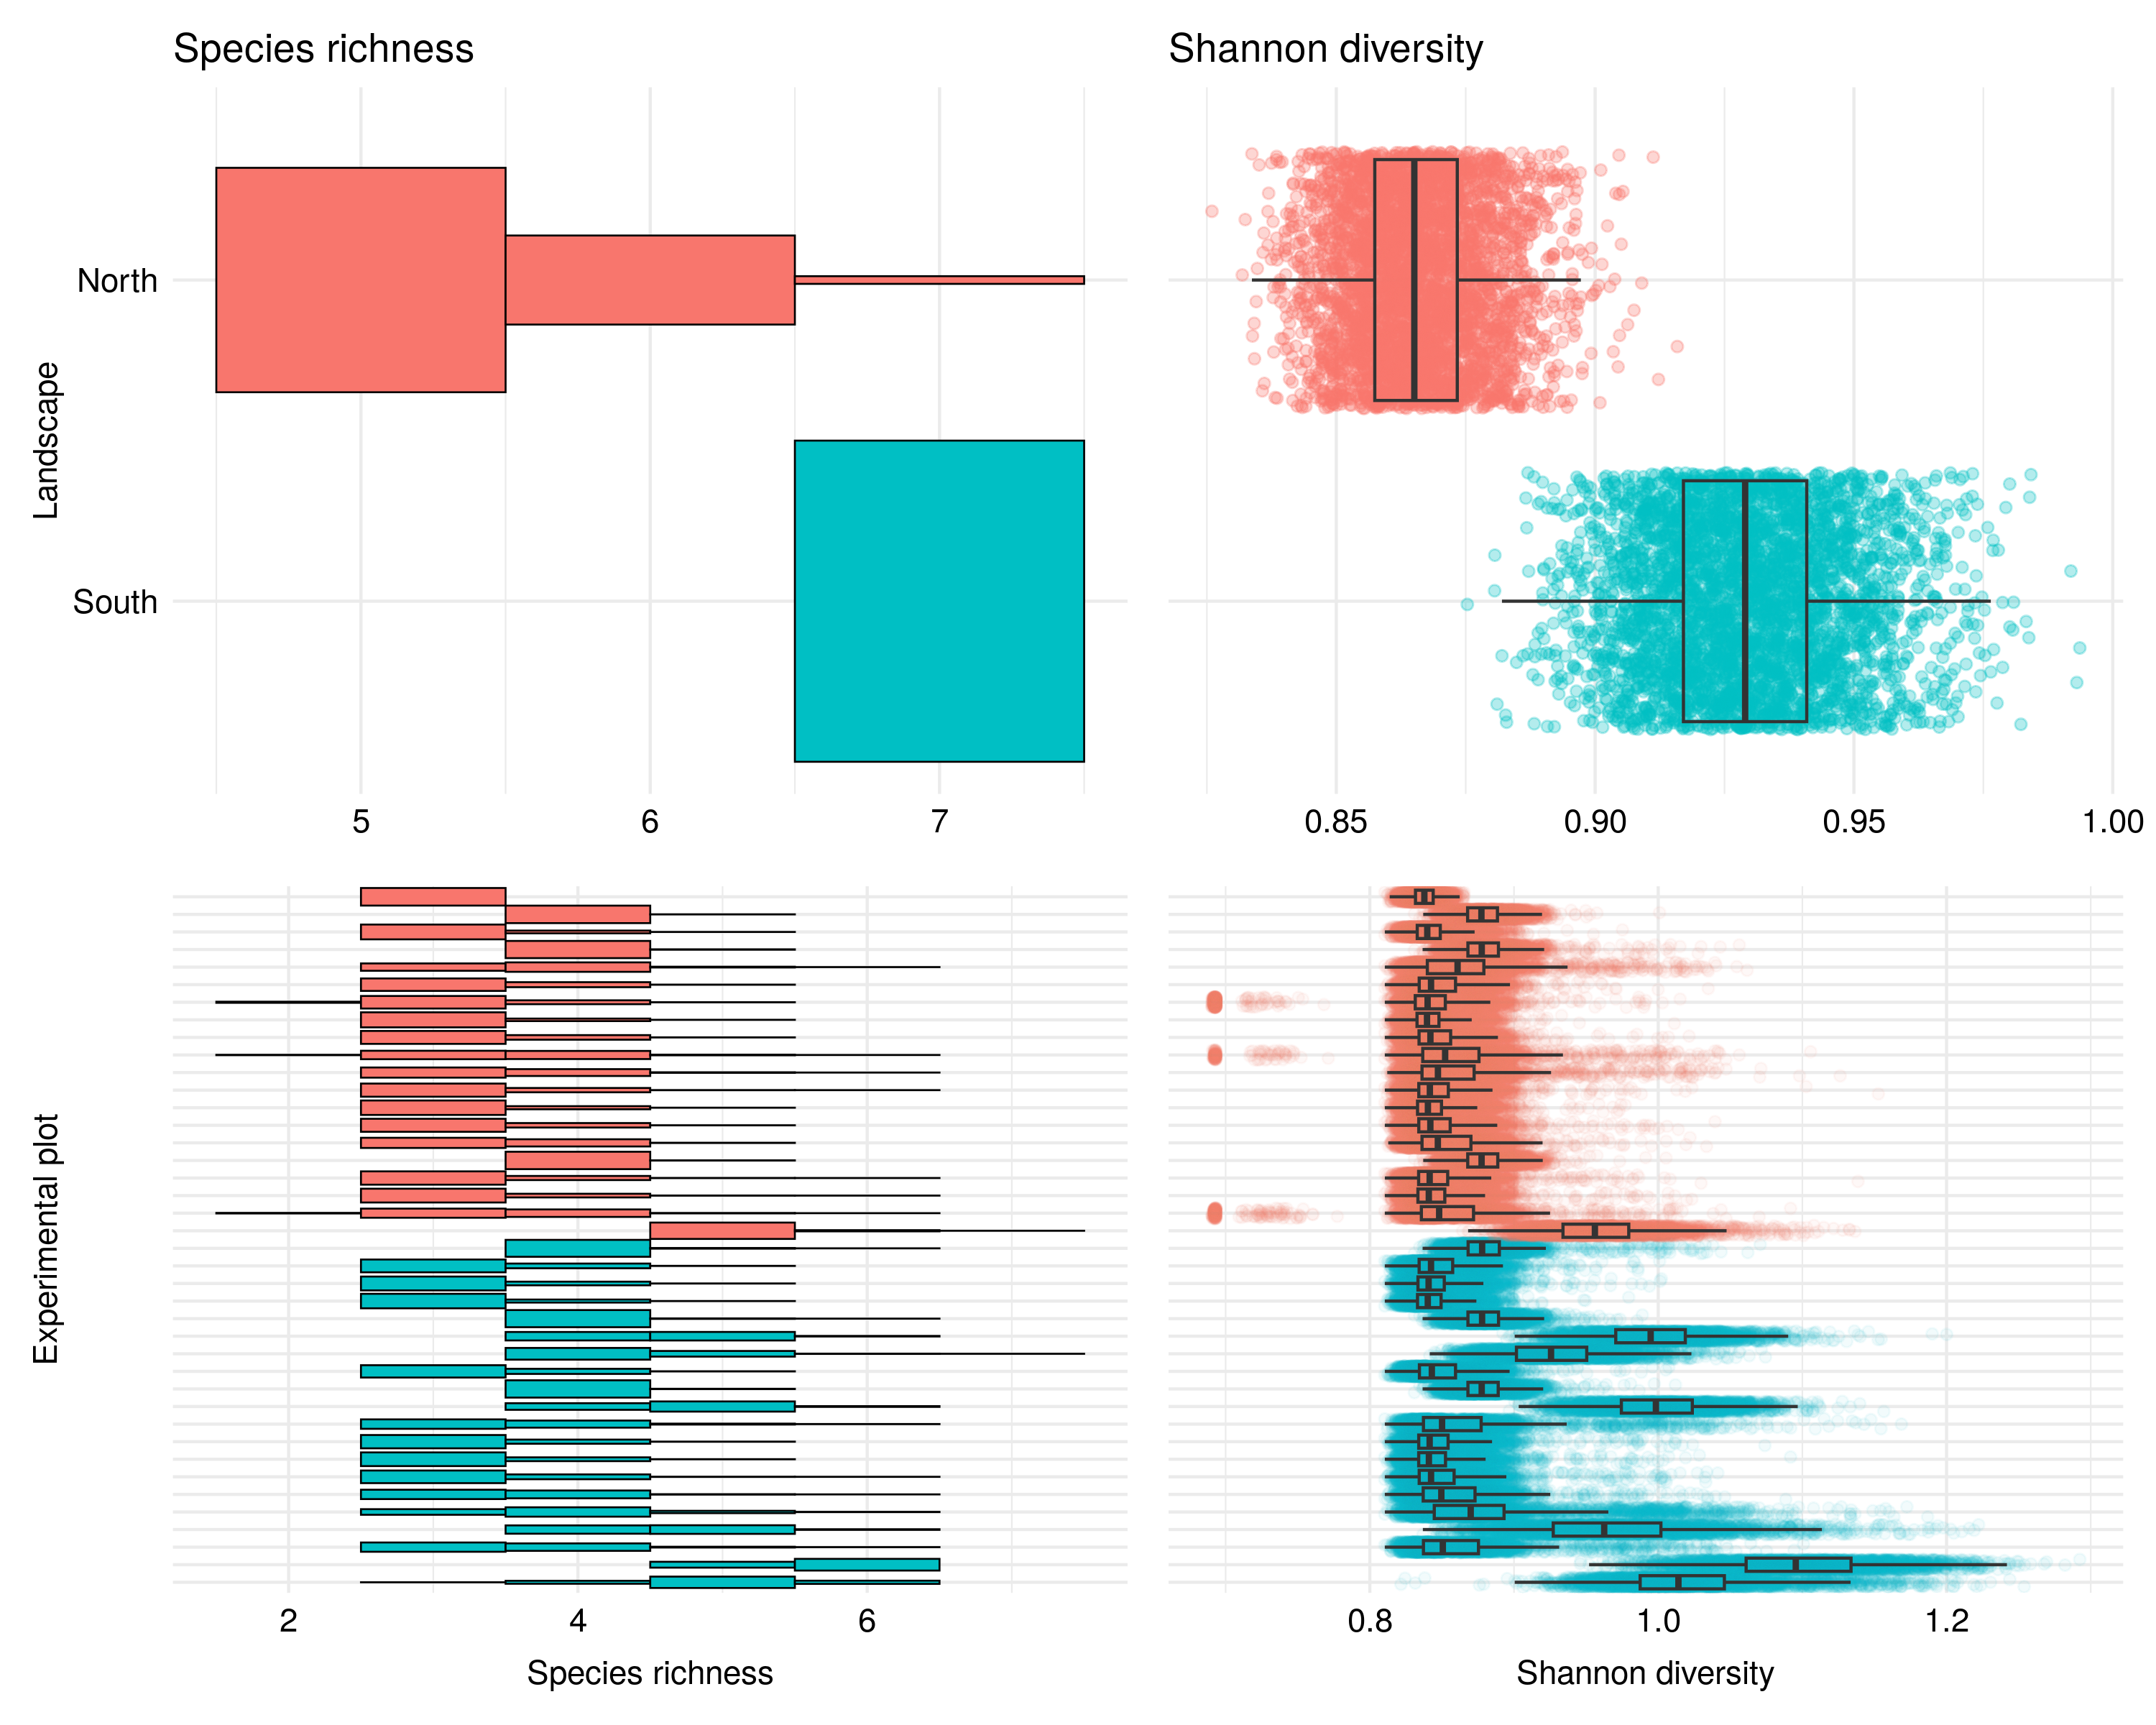 Species richness
Shannon diversity
Landscape
North
South
5 6 7
0.85 0.90 0.95 1.00
Experimental plot
2 4 6
0.8 1.0 1.2
Species richness
Shannon diversity